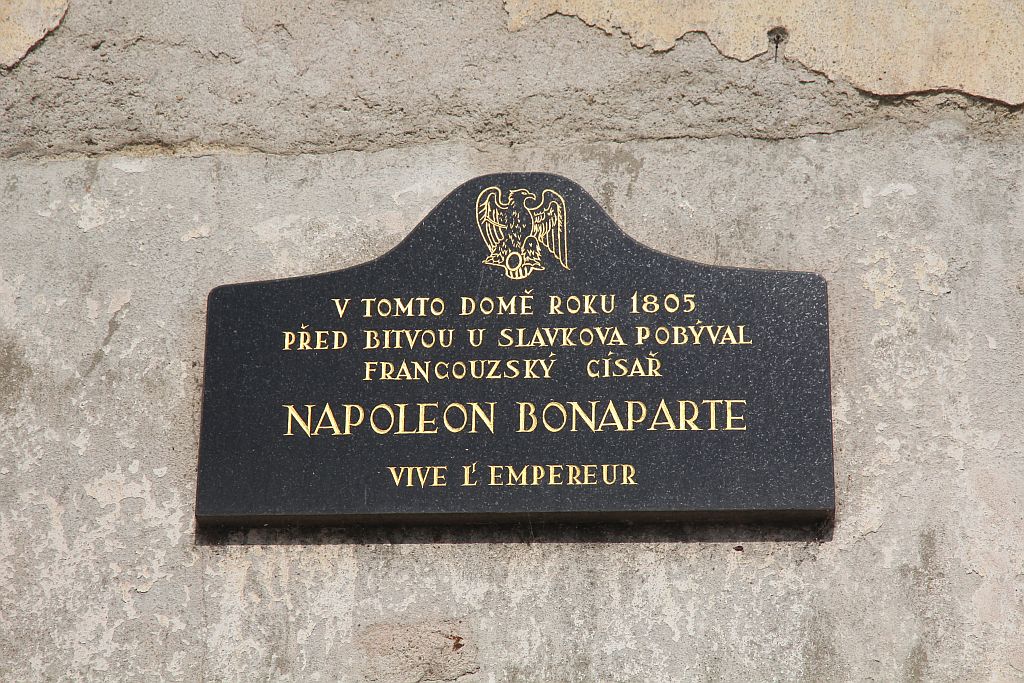 V TOMTO DOMĚ ROKU 1805
PŘED BITVOU U SLAVKOVA POBÝVAL
FRANCOUZSKÝ CÍSAŘ
NAPOLEON BONAPARTE
VIVE L' EMPEREUR